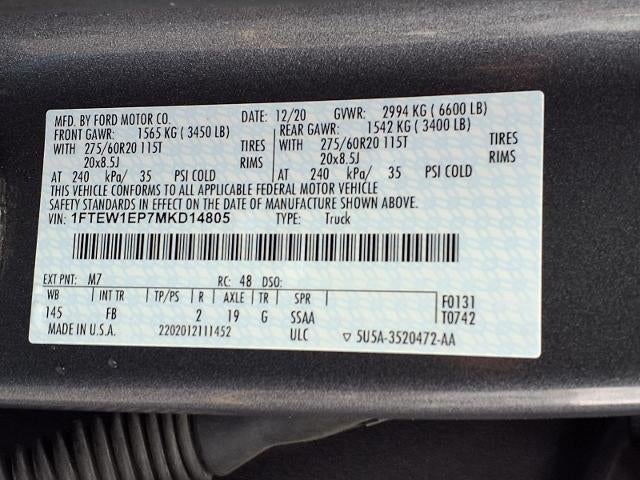 MFD. BY FORD MOTOR CO. DATE: 12/20 GVWR: 2994 KG ( 6600 LB)
FRONT GAWR: 1565 KG ( 3450 LB) REAR GAWR: 1542 KG ( 3400 LB)
WITH 275/60R20 115T TIRES WITH 275/60R20 115T TIRES
20x8.5J RIMS 20x8.5J RIMS
AT 240 kPa/ 35 PSI COLD AT 240 kPa/ 35 PSI COLD
THIS VEHICLE CONFORMS TO ALL APPLICABLE FEDERAL MOTOR VEHICLE
SAFETY STANDARDS IN EFFECT ON THE DATE OF MANUFACTURE SHOWN ABOVE.
VIN: 1FTEW1EP7MKD14805 TYPE: Truck
EXT PNT: M7 RC: 48 DSO:
WB INT TR TP/PS R AXLE TR SPR F0131
145 FB 2 19 G SSAA T0742
MADE IN U.S.A. 2202012111452 ULC ▽ 5U5A-3520472-AA